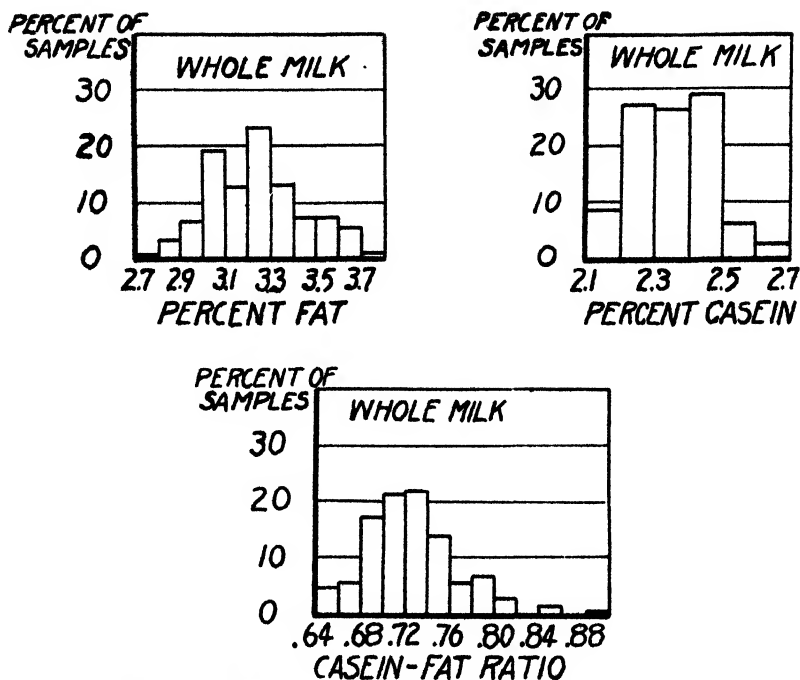 PERCENT OF
SAMPLES
WHOLE MILK
30
20
10
0
2.7 2.9 3.1 3.3 3.5 3.7
PERCENT FAT
PERCENT OF
SAMPLES
WHOLE MILK
30
20
10
0
2.1 2.3 2.5 2.7
PERCENT CASEIN
PERCENT OF
SAMPLES
WHOLE MILK
30
20
10
0
.64 .68 .72 .76 .80 .84 .88
CASEIN-FAT RATIO